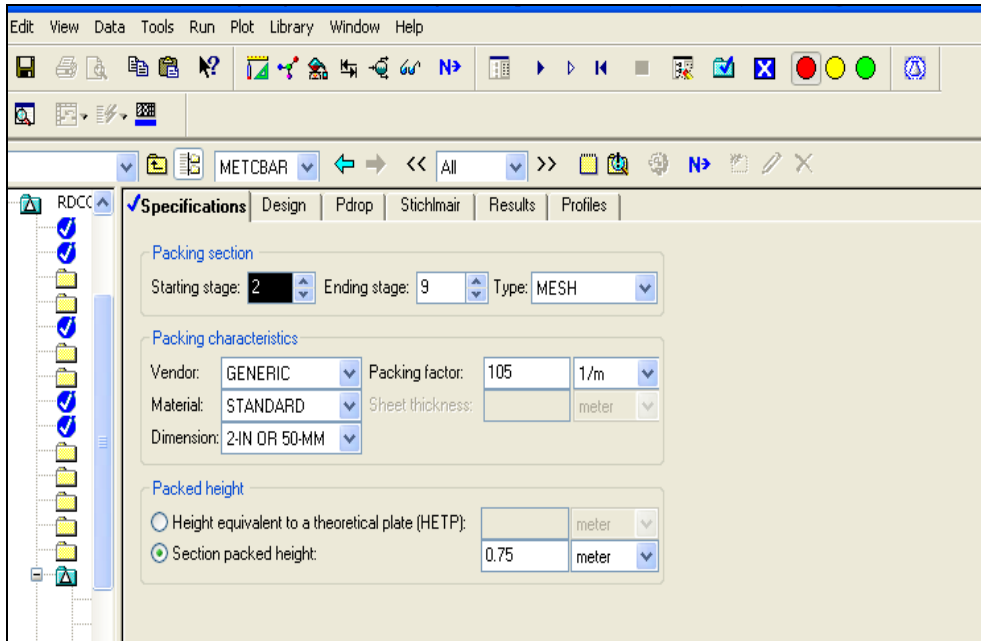 Edit View Data Tools Run Plot Library Window Help
N
METCBAR << All >> N
RDCC Specifications Design Pdrop Stichlmair Results Profiles
Packing section
Starting stage: 2 Ending stage: 9 Type: MESH
Packing characteristics
Vendor: GENERIC Packing factor: 105 1/m
Material: STANDARD Sheet thickness: meter
Dimension: 2-IN OR 50-MM
Packed height
Height equivalent to a theoretical plate (HETP): meter
Section packed height: 0.75 meter